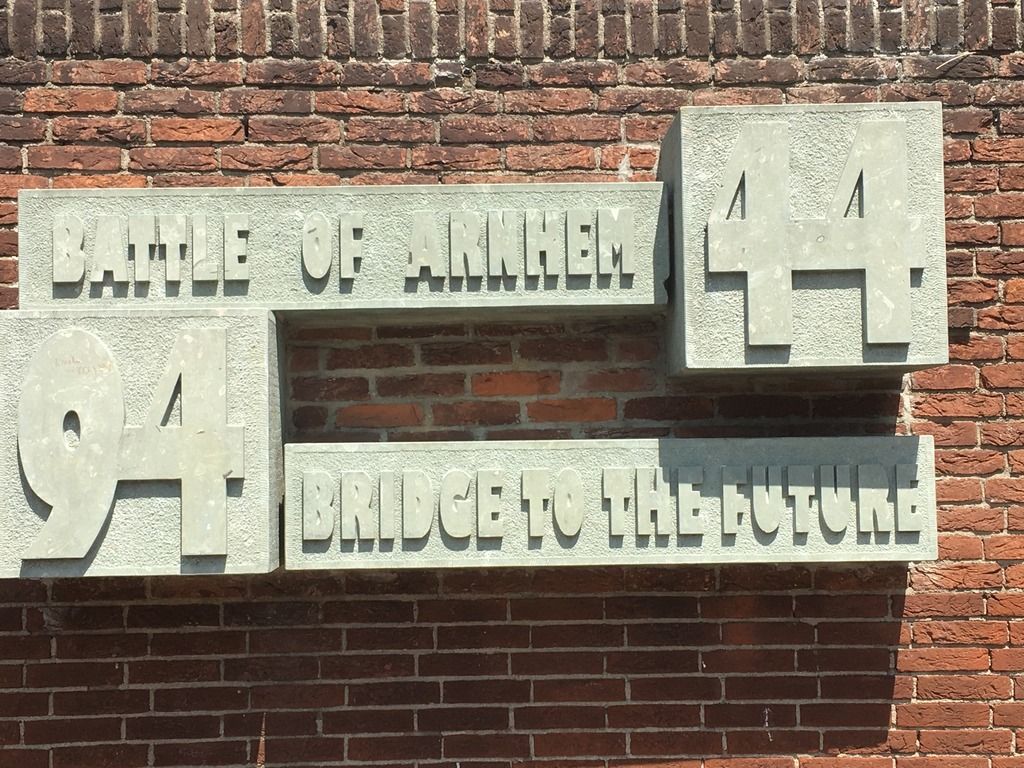 BATTLE OF ARNHEM 44
94 BRIDGE TO THE FUTURE